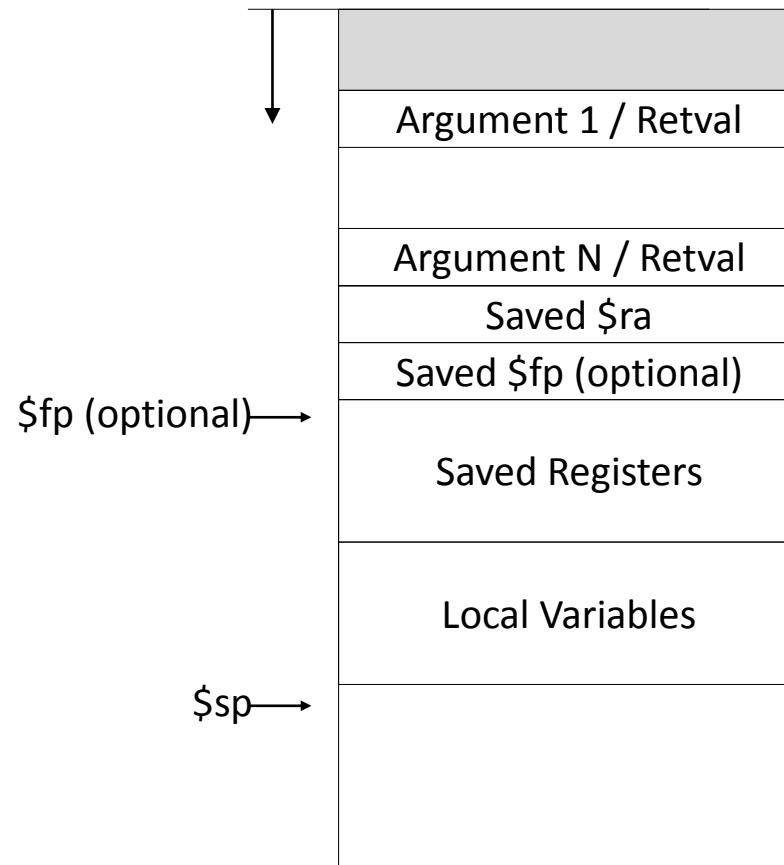 Argument 1 / Retval
Argument N / Retval
Saved $ra
Saved $fp (optional)
$fp (optional)
Saved Registers
Local Variables
$sp